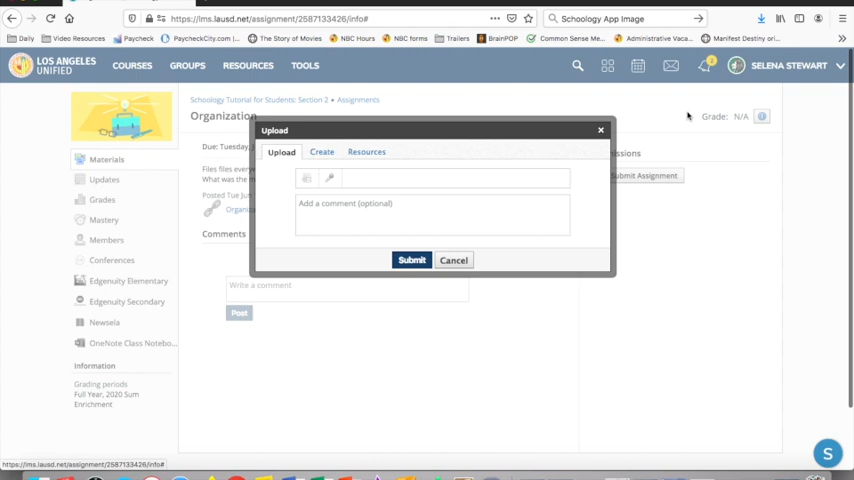 https://lms.lausd.net/assignment/2587133426/info#
Schoology App Image
Daily
Video Resources
Paycheck
PaycheckCity.com |...
The Story of Movies
NBC Hours
NBC forms
Trailers
BrainPOP
Common Sense Me...
Administrative Vaca...
Manifest Destiny ori...
LOS ANGELES
UNIFIED
COURSES
GROUPS
RESOURCES
TOOLS
2
SELENA STEWART
Schoology Tutorial for Students: Section 2 • Assignments
Organization
Grade: N/A
Due: Tuesday,
Files files every
What was the m
Posted Tue Jun
Organiz
Comments
Write a comment
Post
Upload
×
Upload
Create
Resources
Add a comment (optional)
Submit
Cancel
issions
Submit Assignment
Materials
Updates
Grades
Mastery
Members
Conferences
Edgenuity Elementary
Edgenuity Secondary
Newsela
OneNote Class Notebo...
Information
Grading periods
Full Year, 2020 Sum
Enrichment
S
https://lms.lausd.net/assignment/2587133426/info#